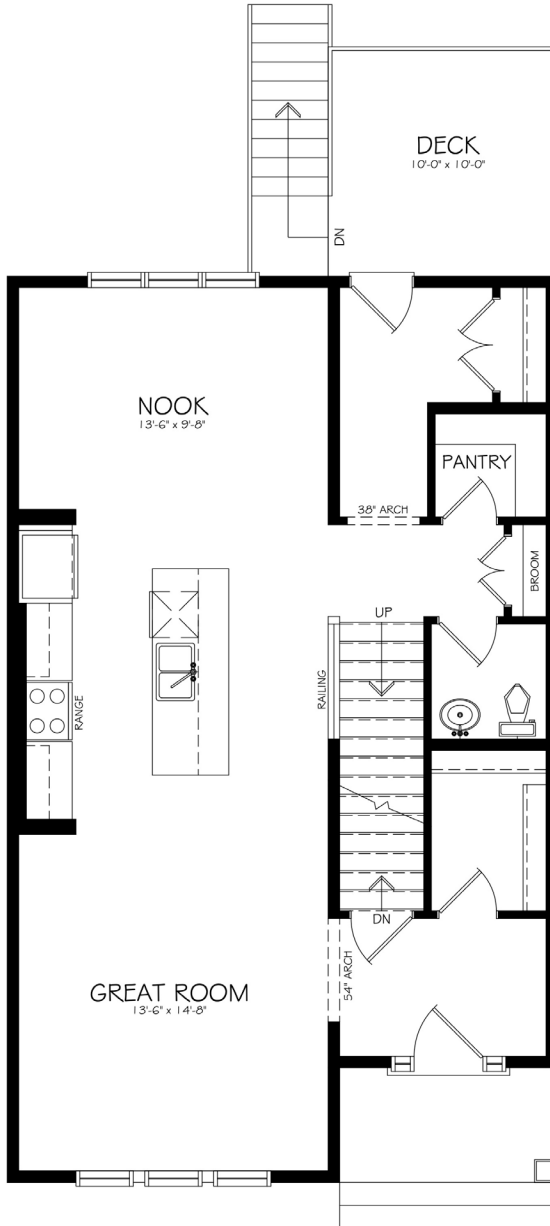 DECK
10'-0" x 10'-0"
DN
NOOK
13'-6" x 9'-8"
PANTRY
38" ARCH
BROOM
UP
RAILING
RANGE
DN
54" ARCH
GREAT ROOM
13'-6" x 14'-8"